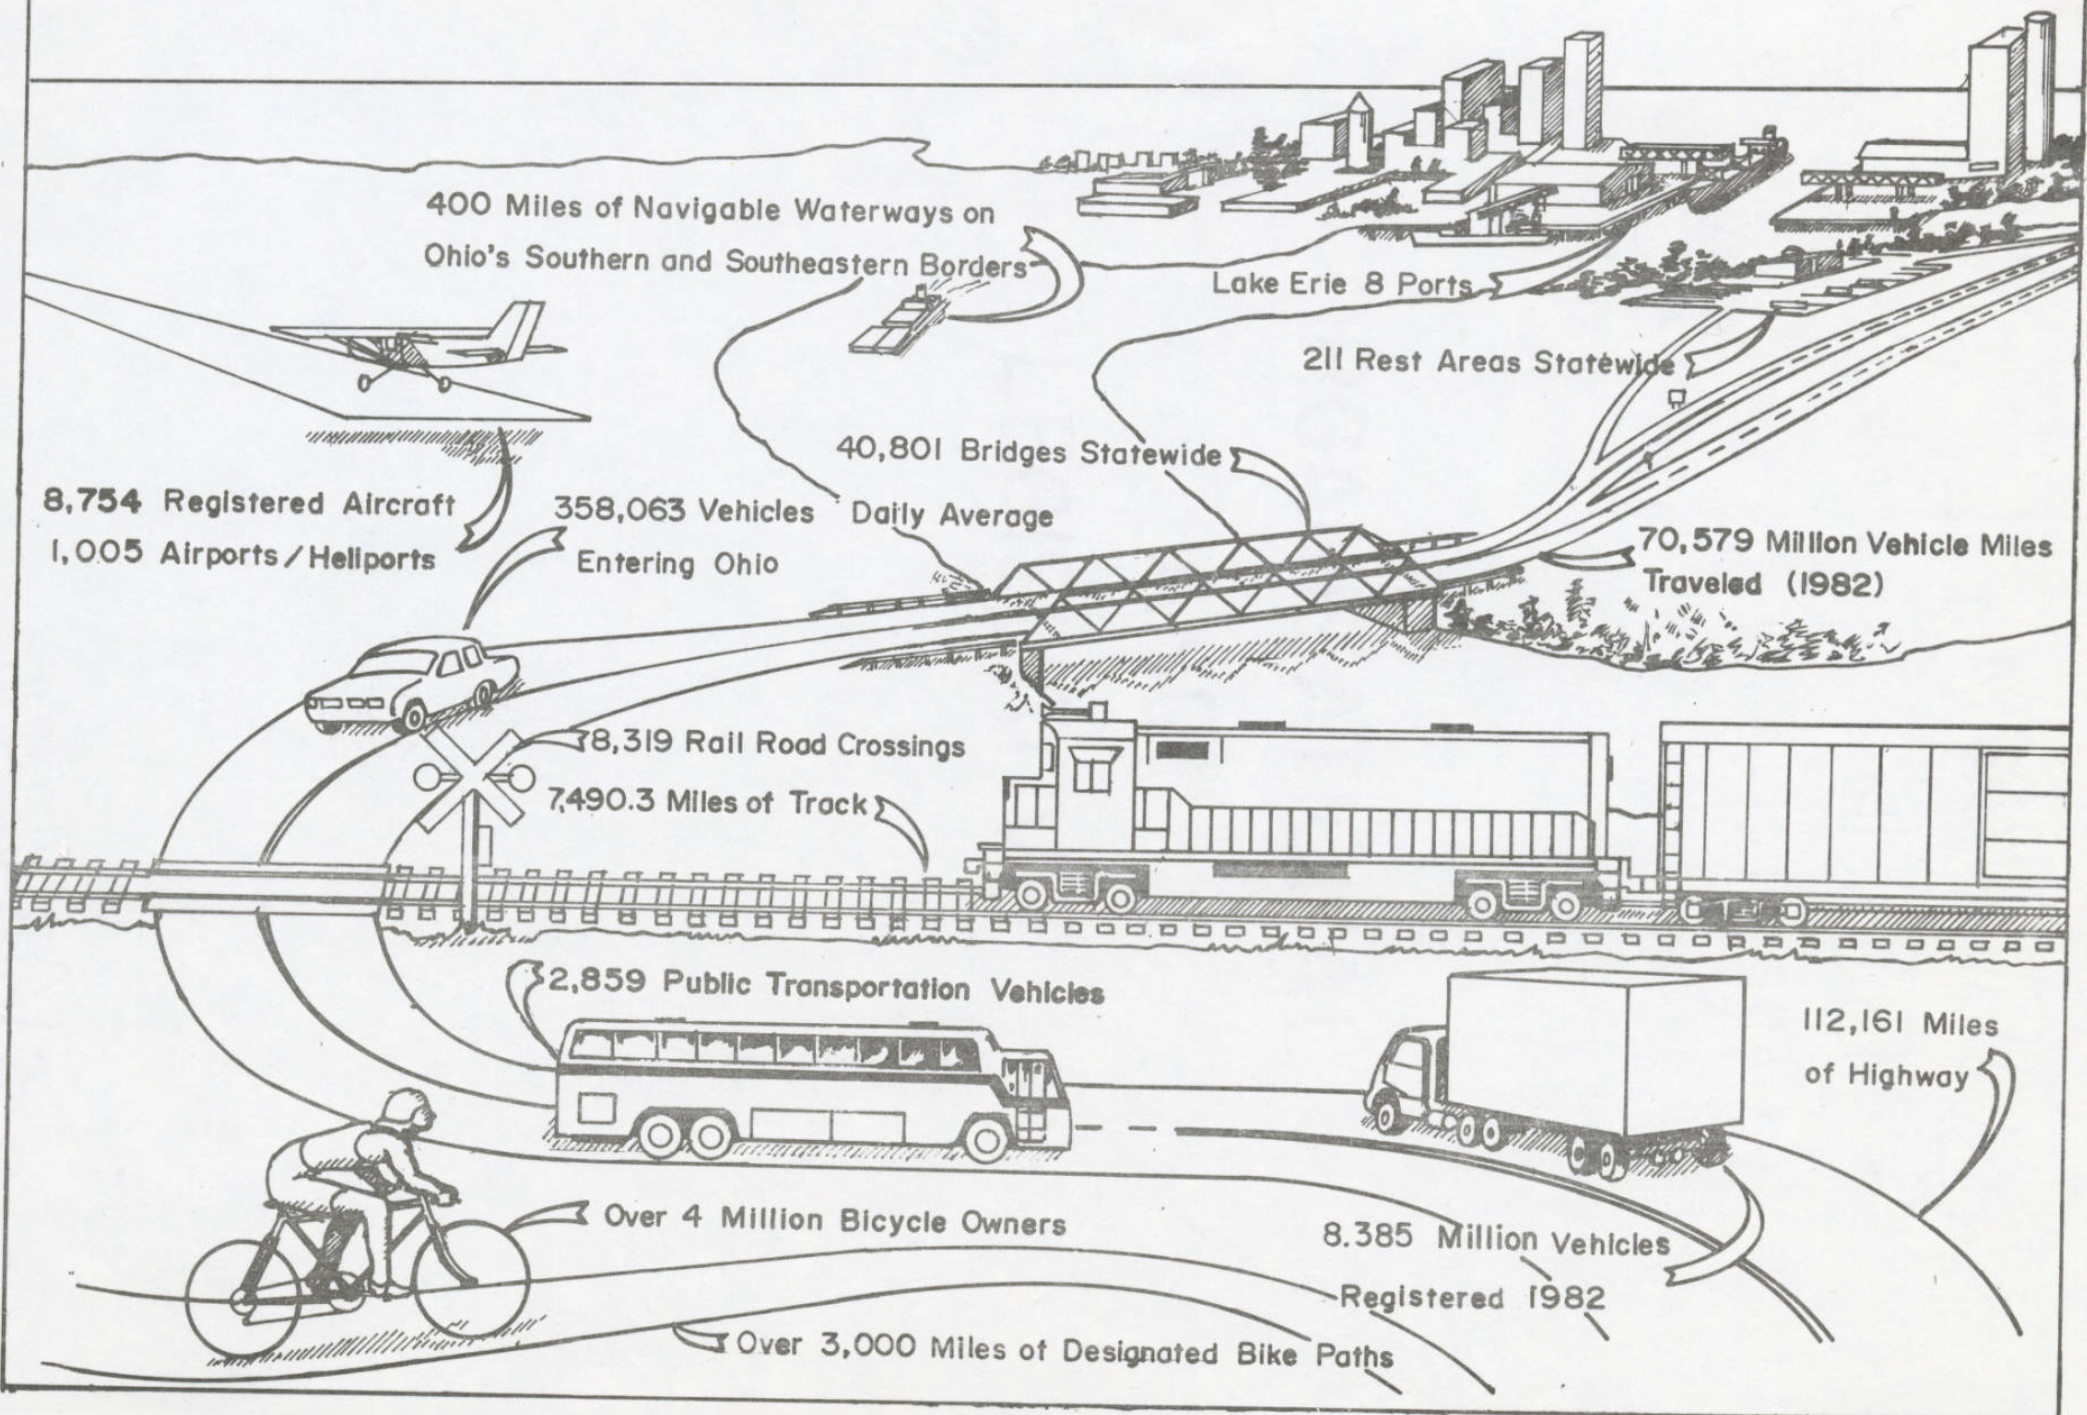 400 Miles of Navigable Waterways on
Ohio's Southern and Southeastern Borders
Lake Erie 8 Ports
211 Rest Areas Statewide
40,801 Bridges Statewide
8,754 Registered Aircraft
1,005 Airports/Heliports
358,063 Vehicles Daily Average
Entering Ohio
70,579 Million Vehicle Miles
Traveled (1982)
8,319 Rail Road Crossings
7,490.3 Miles of Track
2,859 Public Transportation Vehicles
112,161 Miles
of Highway
Over 4 Million Bicycle Owners
8.385 Million Vehicles
Registered 1982
Over 3,000 Miles of Designated Bike Paths